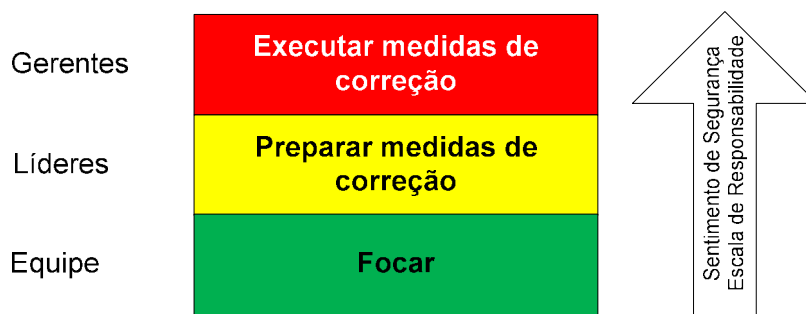 Gerentes
Executar medidas de
correção
Líderes
Preparar medidas de
correção
Equipe
Focar
Sentimento de Segurança
Escala de Responsabilidade